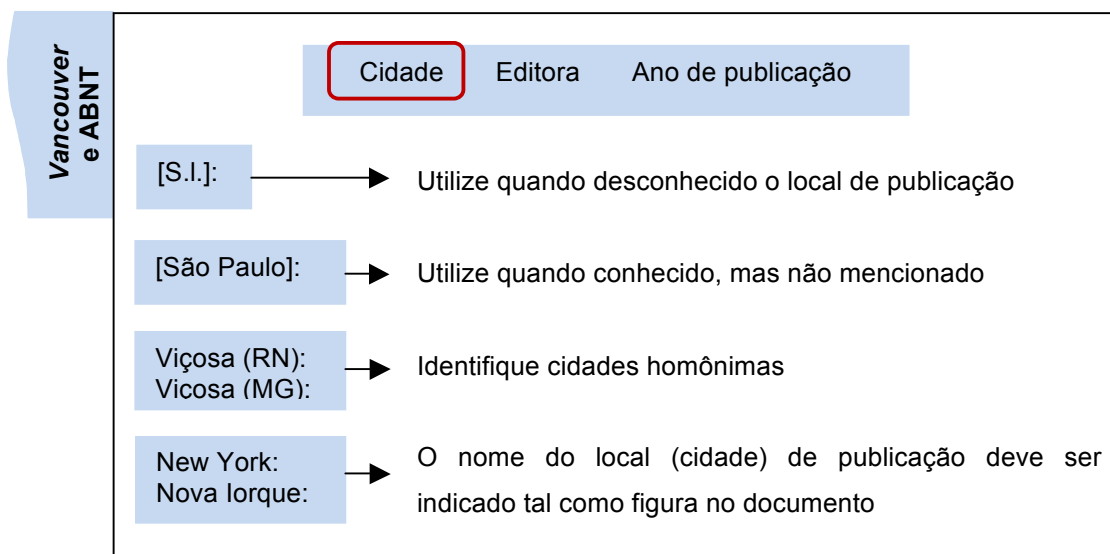 Vancouver
e ABNT
Cidade Editora Ano de publicação
[S.l.]:
Utilize quando desconhecido o local de publicação
[São Paulo]:
Utilize quando conhecido, mas não mencionado
Viçosa (RN):
Viçosa (MG):
Identifique cidades homônimas
New York:
Nova Iorque:
O nome do local (cidade) de publicação deve ser
indicado tal como figura no documento